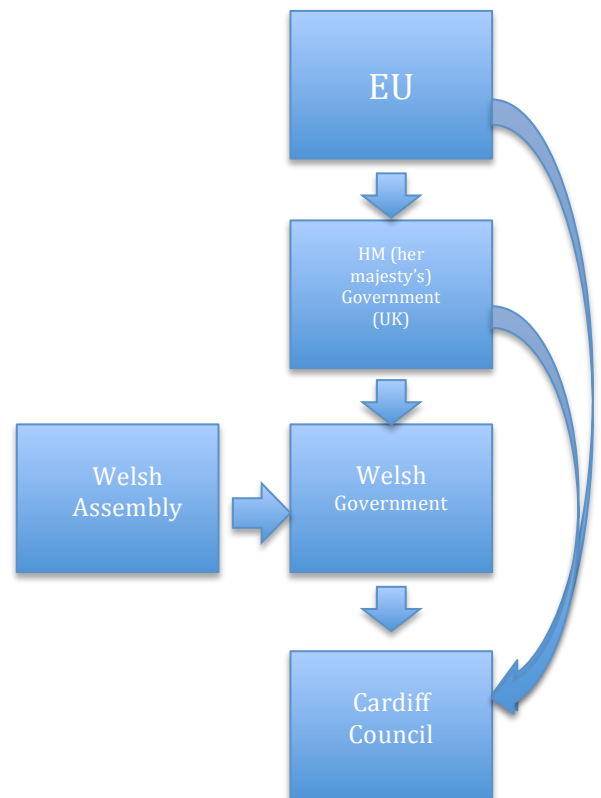 EU
HM (her
majesty’s)
Government
(UK)
Welsh
Assembly
Welsh
Government
Cardiff
Council